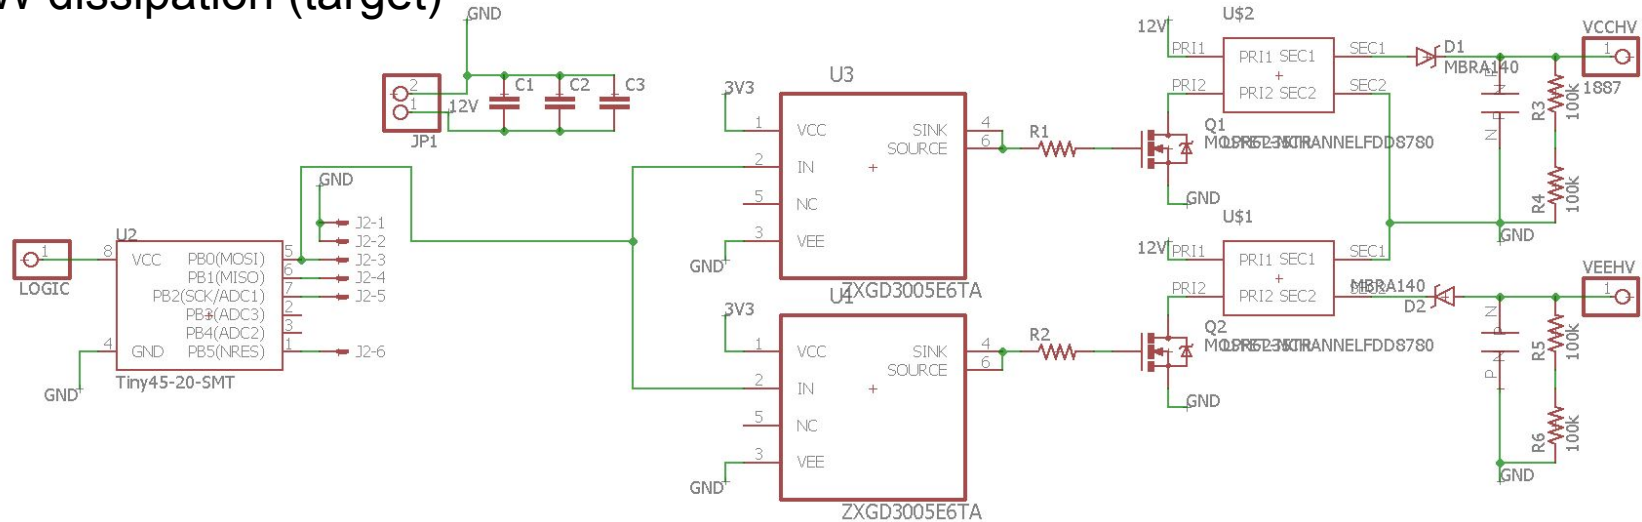 W dissipation (target)
GND
JP1
2
1
12V
C1
C2
C3
LOGIC
1
U2
Tiny45-20-SMT
8
VCC
4
GND
GND
PB0(MOSI)
PB1(MISO)
PB2(SCK/ADC1)
PB3(ADC3)
PB4(ADC2)
PB5(NRES)
5
6
7
2
3
1
GND
J2-1
J2-2
J2-3
J2-4
J2-5
J2-6
U3
3V3
1
VCC
2
IN
5
NC
3
VEE
GND
SINK
4
SOURCE
6
ZXGD3005E6TA
3V3
1
VCC
2
IN
5
NC
3
VEE
GND
SINK
4
SOURCE
6
ZXGD3005E6TA
R1
Q1
GND
R2
Q2
GND
U$2
12V
PRI1
PRI1 SEC1
SEC1
PRI2
PRI2 SEC2
SEC2
D1
MBRA140
VCCHV
1
1887
R3
100k
R4
100k
GND
U$1
12V
PRI1
PRI1 SEC1
SEC1
PRI2
PRI2 SEC2
MBRA140
D2
VEEHV
1
R5
100k
R6
100k
GND